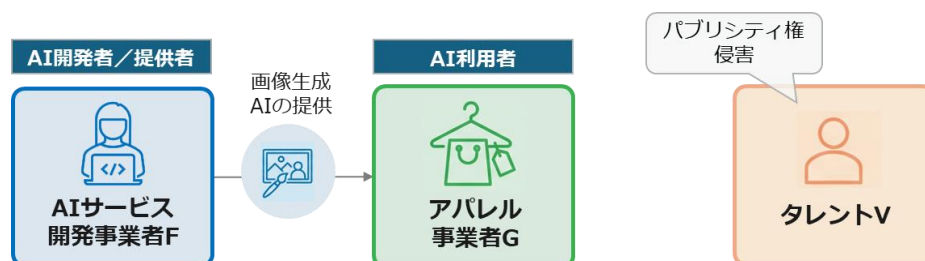 AI開発者／提供者
AIサービス
開発事業者F
画像生成
AIの提供
AI利用者
アパレル
事業者G
パブリシティ権
侵害
タレントV